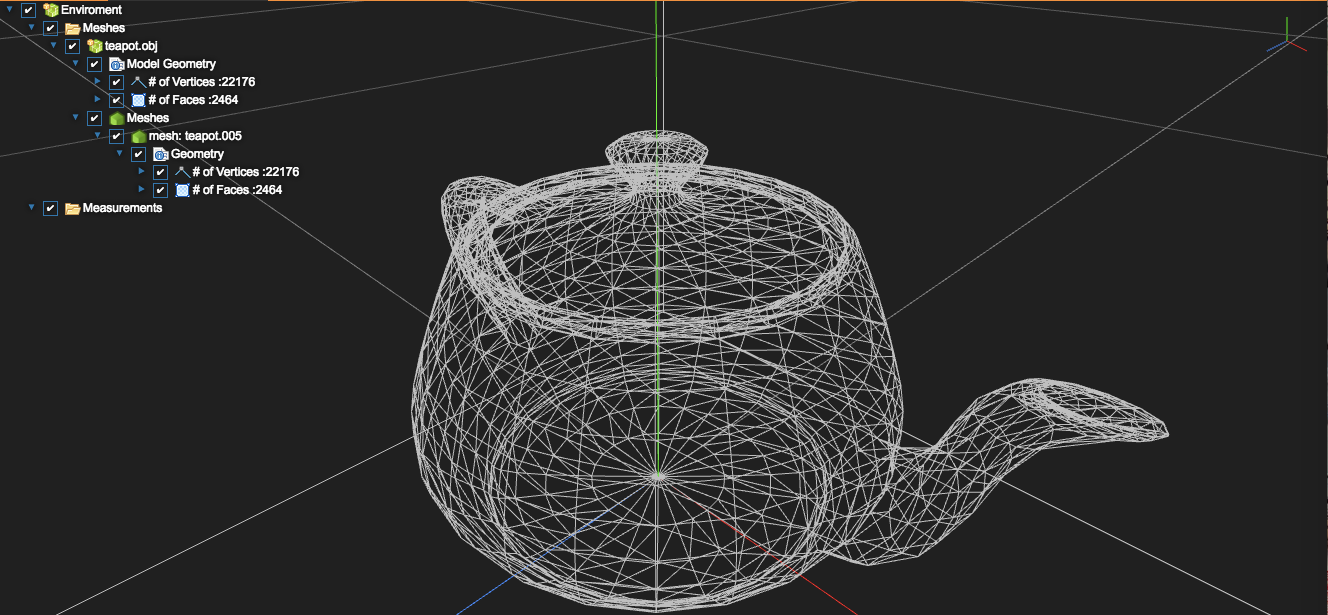 Enviroment
Meshes
teapot.obj
Model Geometry
# of Vertices :22176
# of Faces :2464
Meshes
mesh: teapot.005
Geometry
# of Vertices :22176
# of Faces :2464
Measurements